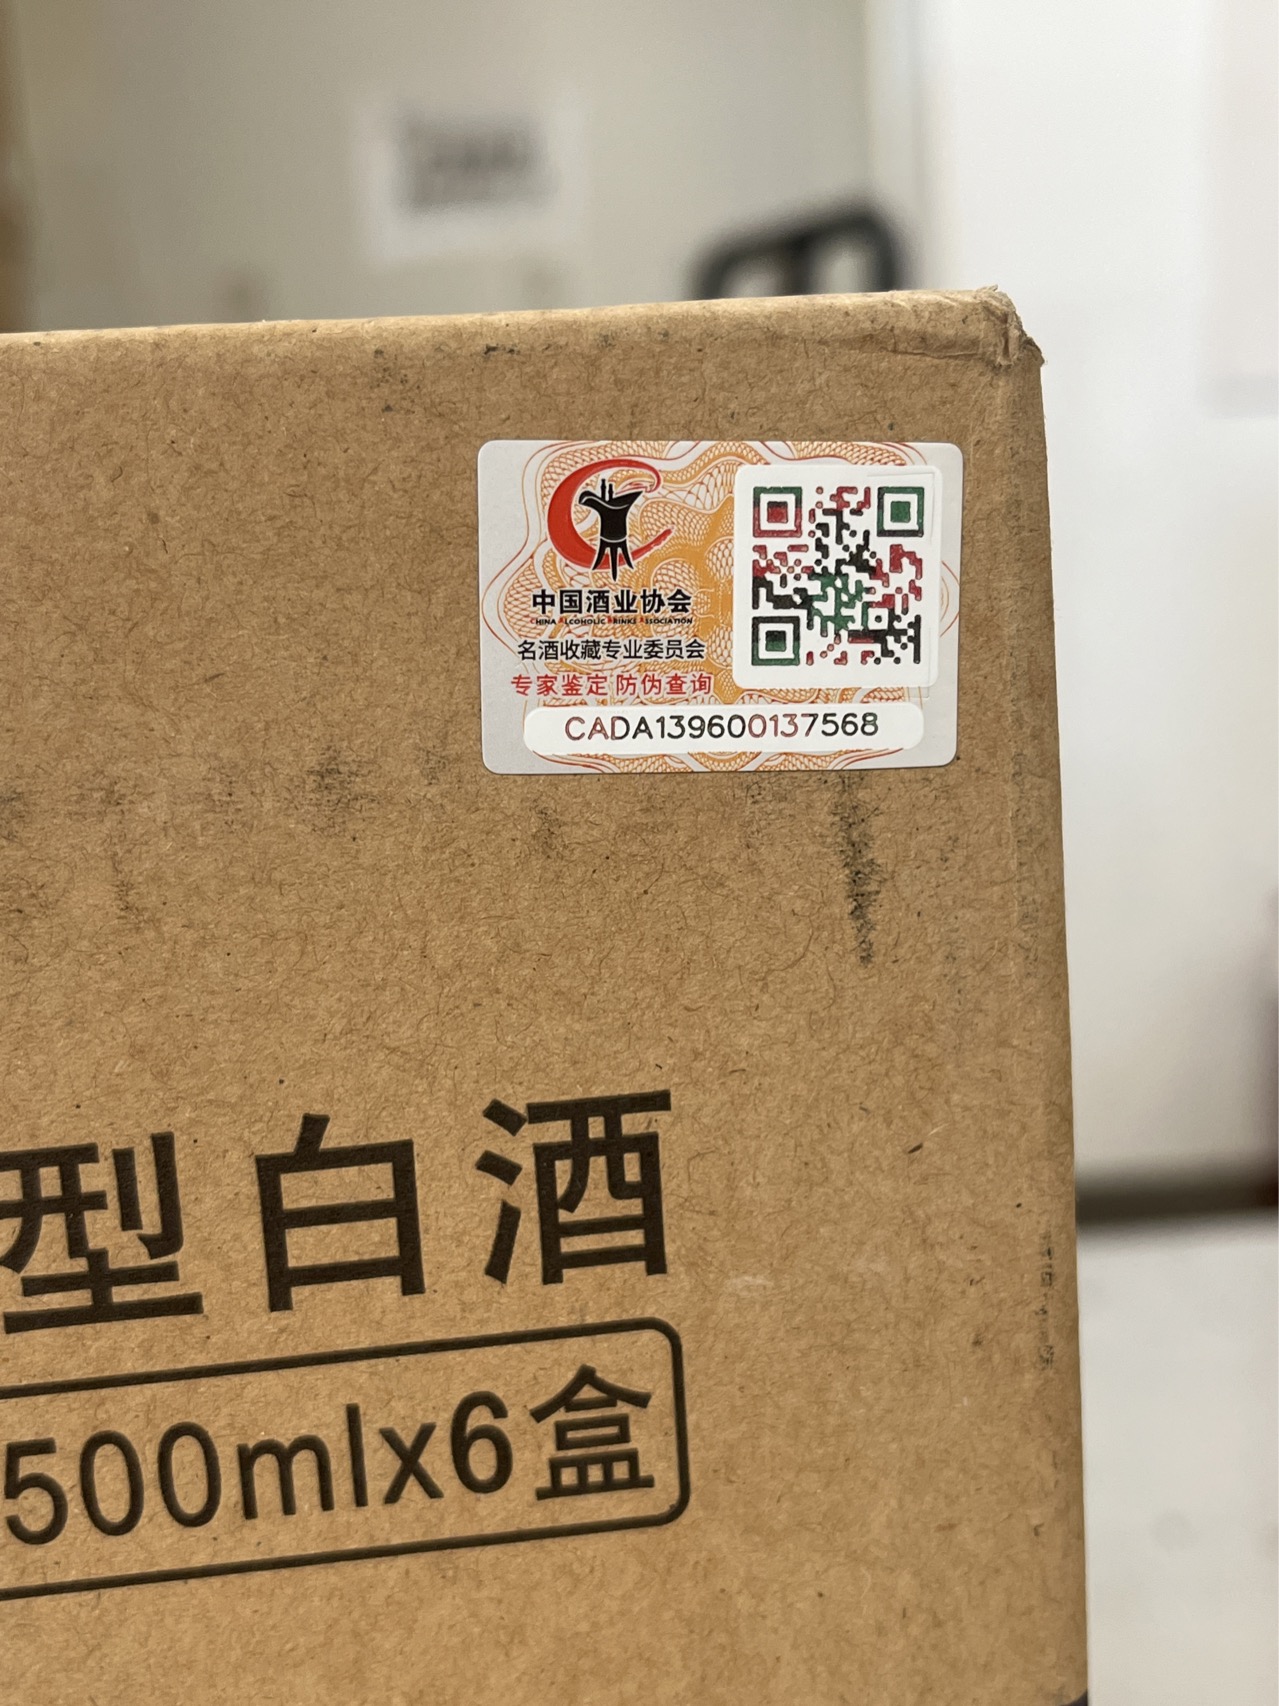 中国酒业协会
CHINA ALCOHOLIC DRINKS ASSOCIATION
名酒收藏专业委员会
专家鉴定 防伪查询
CADA139600137568
型白酒
500mlx6盒